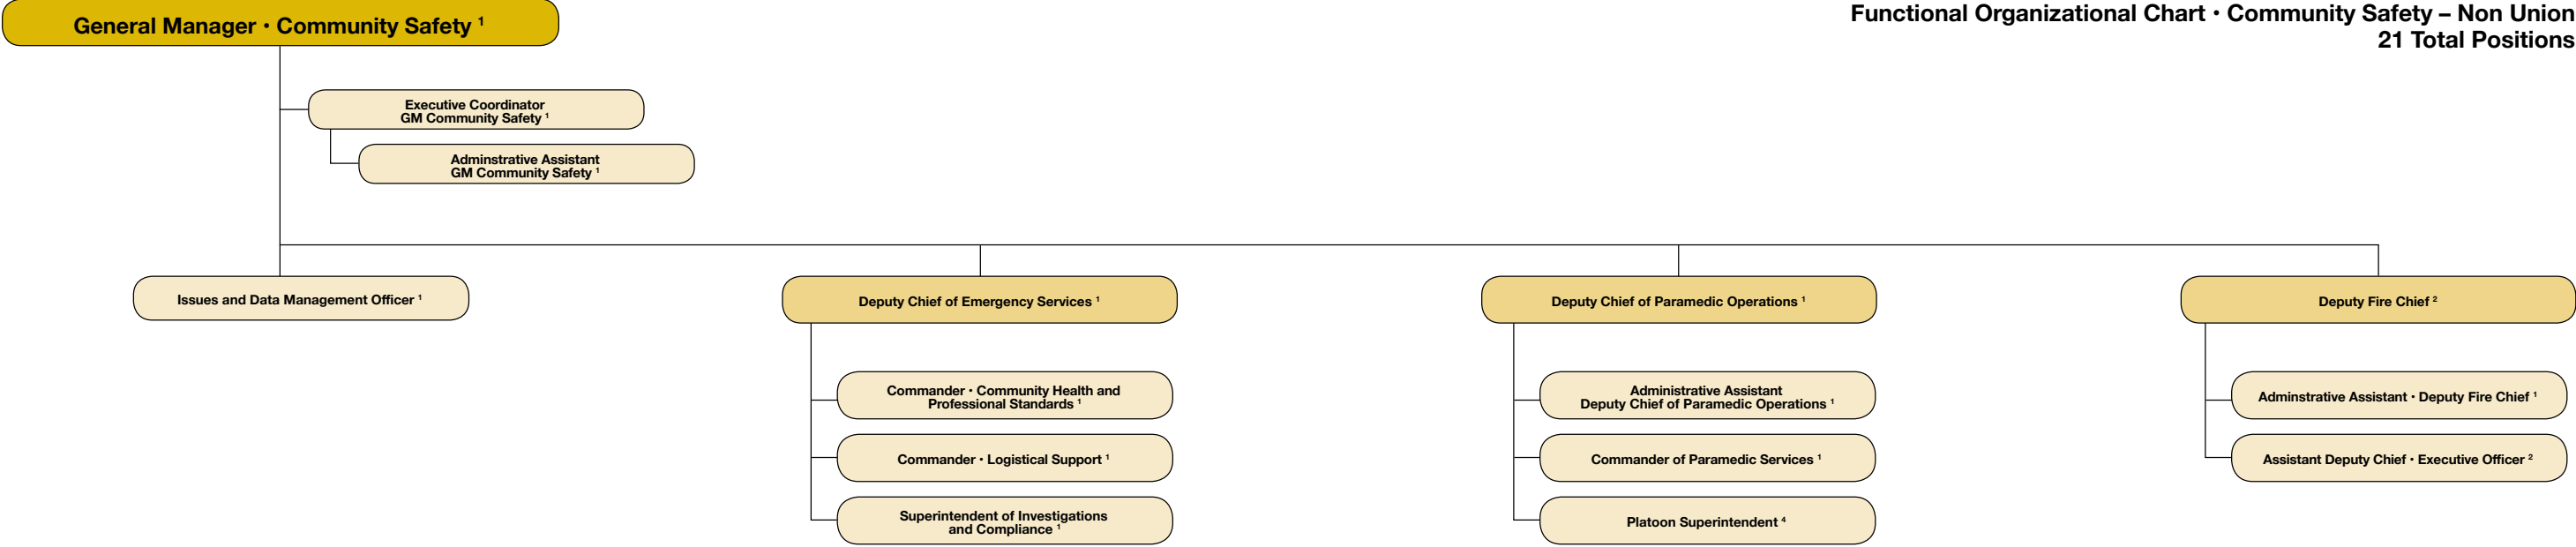 General Manager • Community Safety ¹
Functional Organizational Chart • Community Safety – Non Union
21 Total Positions
Executive Coordinator
GM Community Safety ¹
Adminstrative Assistant
GM Community Safety ¹
Issues and Data Management Officer ¹
Deputy Chief of Emergency Services ¹
Deputy Chief of Paramedic Operations ¹
Deputy Fire Chief ²
Commander • Community Health and
Professional Standards ¹
Commander • Logistical Support ¹
Superintendent of Investigations
and Compliance ¹
Administrative Assistant
Deputy Chief of Paramedic Operations ¹
Commander of Paramedic Services ¹
Platoon Superintendent ⁴
Adminstrative Assistant • Deputy Fire Chief ¹
Assistant Deputy Chief • Executive Officer ²